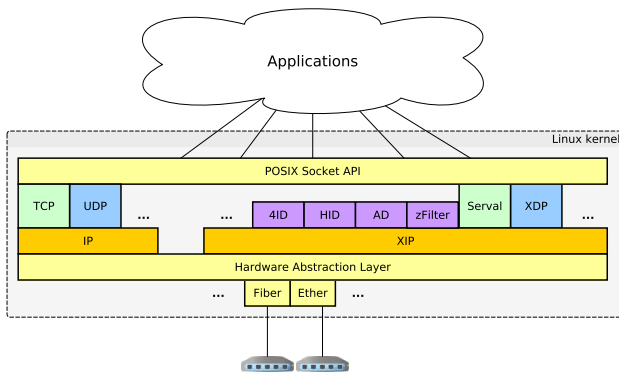 Applications
Linux kernel
POSIX Socket API
TCP UDP ... ... 4ID HID AD zFilter Serval XDP ...
IP XIP
Hardware Abstraction Layer
... Fiber Ether ...